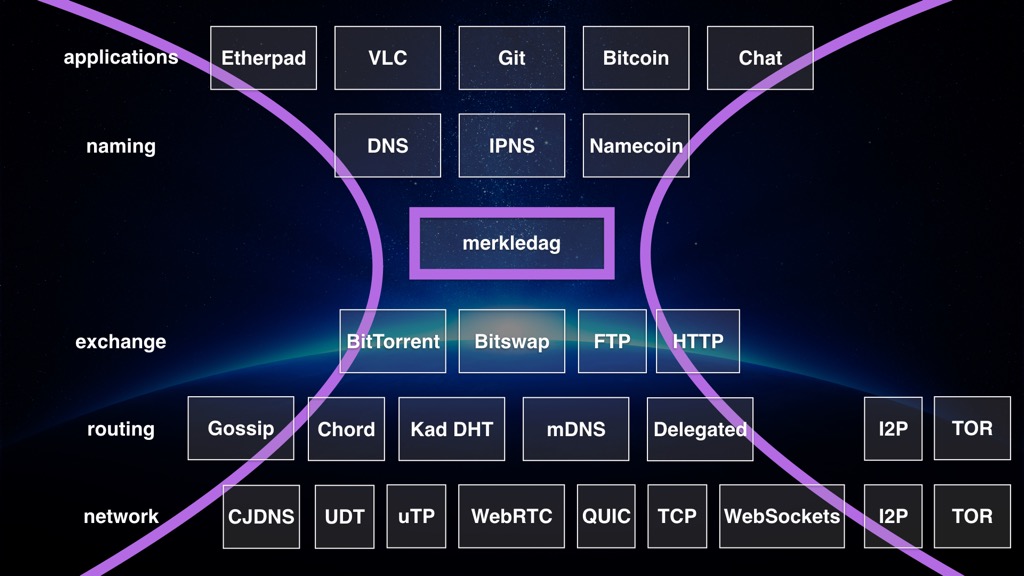 applications Etherpad VLC Git Bitcoin Chat
naming DNS IPNS Namecoin
merkledag
exchange BitTorrent Bitswap FTP HTTP
routing Gossip Chord Kad DHT mDNS Delegated I2P TOR
network CJDNS UDT uTP WebRTC QUIC TCP WebSockets I2P TOR